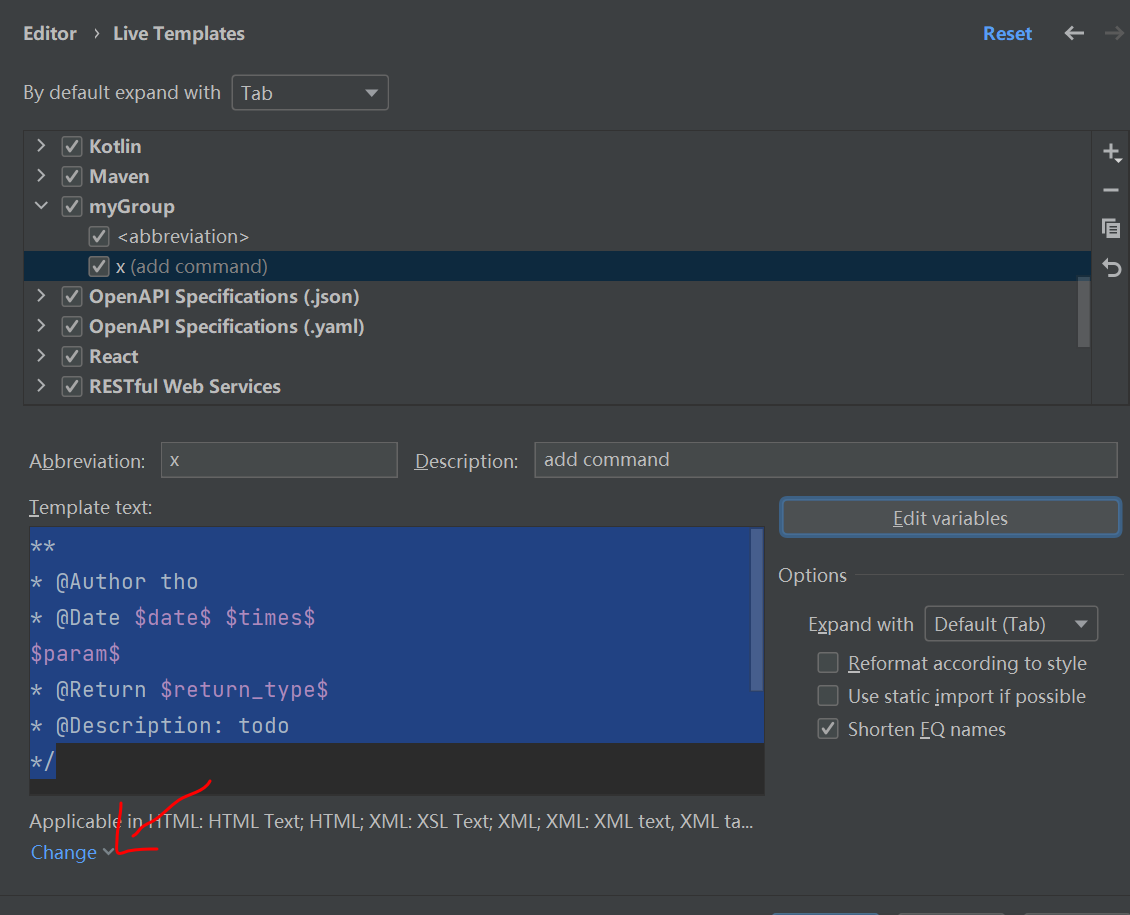 Editor › Live Templates Reset
By default expand with Tab
Kotlin
Maven
myGroup
<abbreviation>
x (add command)
OpenAPI Specifications (.json)
OpenAPI Specifications (.yaml)
React
RESTful Web Services
Abbreviation: x Description: add command
Template text:
Edit variables
**
* @Author tho
* @Date $date$ $times$
$param$
* @Return $return_type$
* @Description: todo
*/
Options
Expand with Default (Tab)
Reformat according to style
Use static import if possible
Shorten FQ names
Applicable in HTML: HTML Text; HTML; XML: XSL Text; XML; XML: XML text, XML ta...
Change